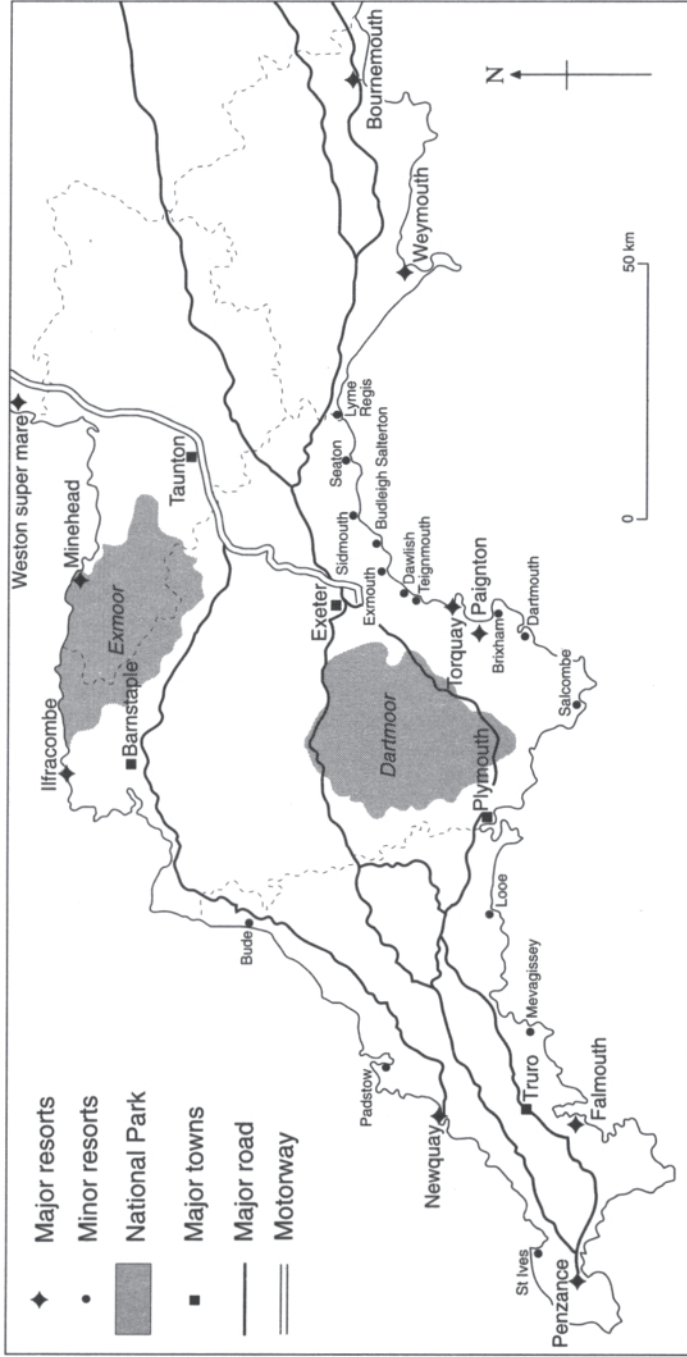 Major resorts
Minor resorts
National Park
Major towns
Major road
Motorway
Weston super mare
Minehead
Ilfracombe
Exmoor
Barnstaple
Taunton
Bude
Padstow
Newquay
St Ives
Penzance
Truro
Falmouth
Mevagissey
Looe
Plymouth
Dartmoor
Exeter
Exmouth
Sidmouth
Seaton
Lyme
Regis
Budleigh Salterton
Dawlish
Teignmouth
Torquay
Paignton
Brixham
Dartmouth
Salcombe
Weymouth
Bournemouth
N
0
50 km